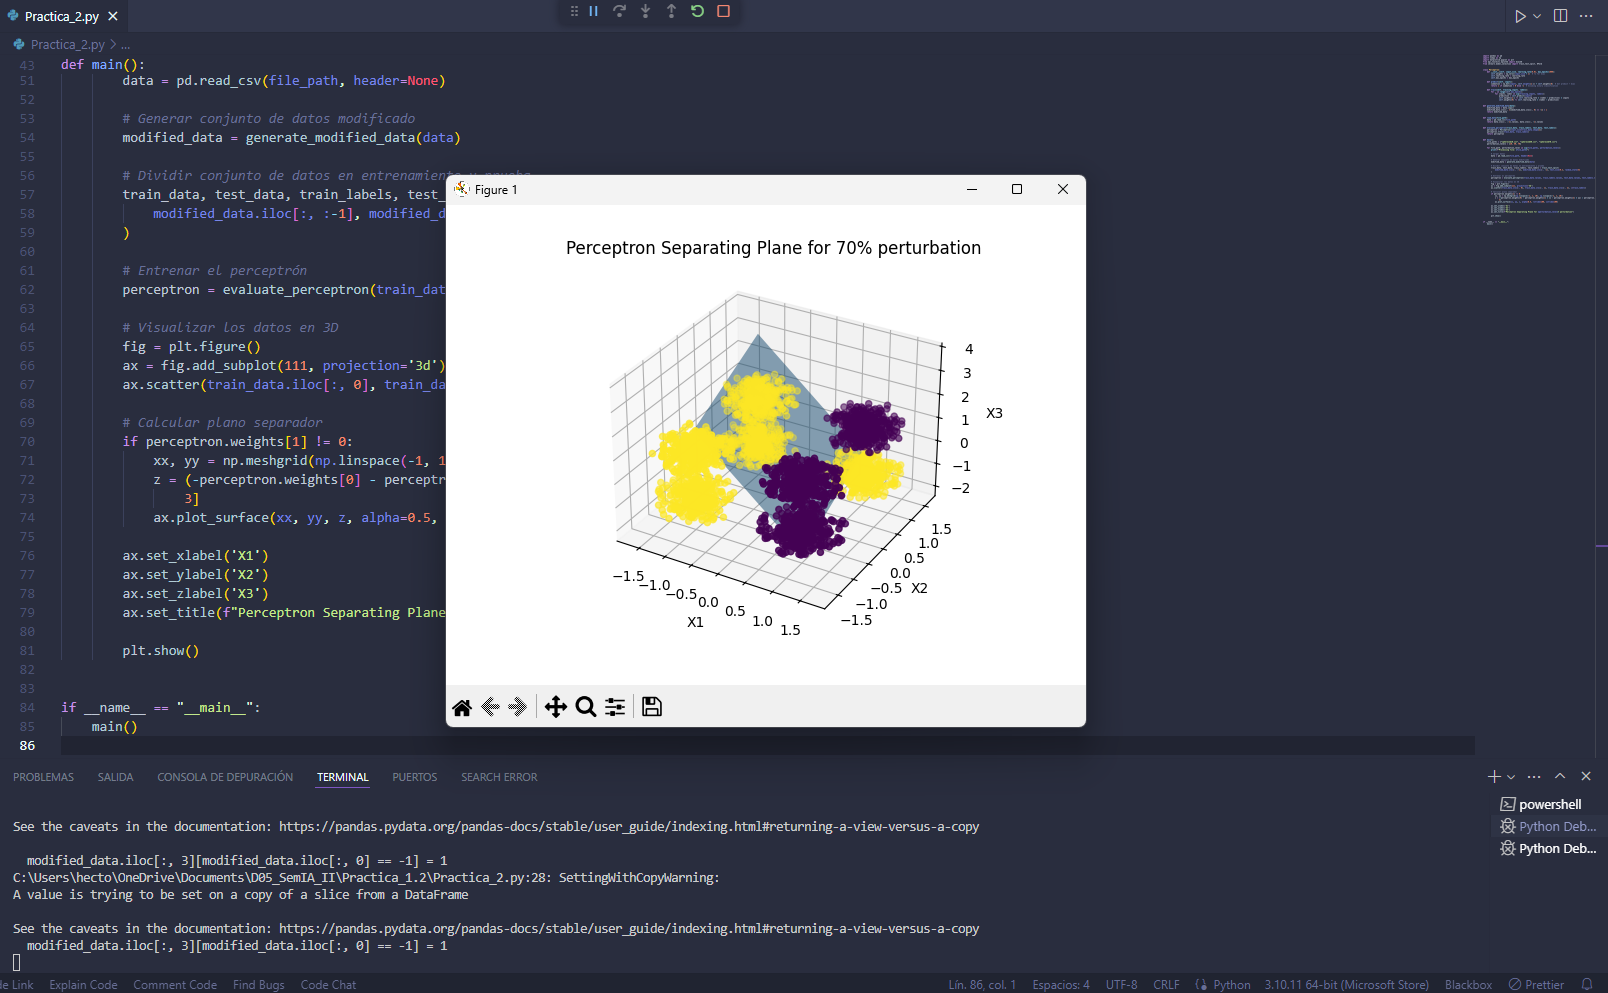 Practica_2.py
Practica_2.py > ...
43 def main():
51 data = pd.read_csv(file_path, header=None)
52
53 # Generar conjunto de datos modificado
54 modified_data = generate_modified_data(data)
55
56 # Dividir conjunto de datos en entrenamiento y prueba
57 train_data, test_data, train_labels, test_
58 modified_data.iloc[:, :-1], modified_d
59 )
60
61 # Entrenar el perceptrón
62 perceptron = evaluate_perceptron(train_dat
63
64 # Visualizar los datos en 3D
65 fig = plt.figure()
66 ax = fig.add_subplot(111, projection='3d')
67 ax.scatter(train_data.iloc[:, 0], train_da
68
69 # Calcular plano separador
70 if perceptron.weights[1] != 0:
71 xx, yy = np.meshgrid(np.linspace(-1, 1
72 z = (-perceptron.weights[0] - perceptr
73 3]
74 ax.plot_surface(xx, yy, z, alpha=0.5,
75
76 ax.set_xlabel('X1')
77 ax.set_ylabel('X2')
78 ax.set_zlabel('X3')
79 ax.set_title(f"Perceptron Separating Plane
80
81 plt.show()
82
83
84 if __name__ == "__main__":
85 main()
86
Figure 1
Perceptron Separating Plane for 70% perturbation
4
3
2
1
0
−1
−2
X3
1.5
1.0
0.5
0.0
−0.5
−1.0
−1.5
X2
−1.5
−1.0
−0.5
0.0
0.5
1.0
1.5
X1
PROBLEMAS SALIDA CONSOLA DE DEPURACIÓN TERMINAL PUERTOS SEARCH ERROR
See the caveats in the documentation: https://pandas.pydata.org/pandas-docs/stable/user_guide/indexing.html#returning-a-view-versus-a-copy
modified_data.iloc[:, 3][modified_data.iloc[:, 0] == -1] = 1
C:\Users\hecto\OneDrive\Documents\D05_SemIA_II\Practica_1.2\Practica_2.py:28: SettingWithCopyWarning:
A value is trying to be set on a copy of a slice from a DataFrame
See the caveats in the documentation: https://pandas.pydata.org/pandas-docs/stable/user_guide/indexing.html#returning-a-view-versus-a-copy
modified_data.iloc[:, 3][modified_data.iloc[:, 0] == -1] = 1
powershell
Python Deb...
Python Deb...
de Link Explain Code Comment Code Find Bugs Code Chat Lín. 86, col. 1 Espacios: 4 UTF-8 CRLF Python 3.10.11 64-bit (Microsoft Store) Blackbox Prettier